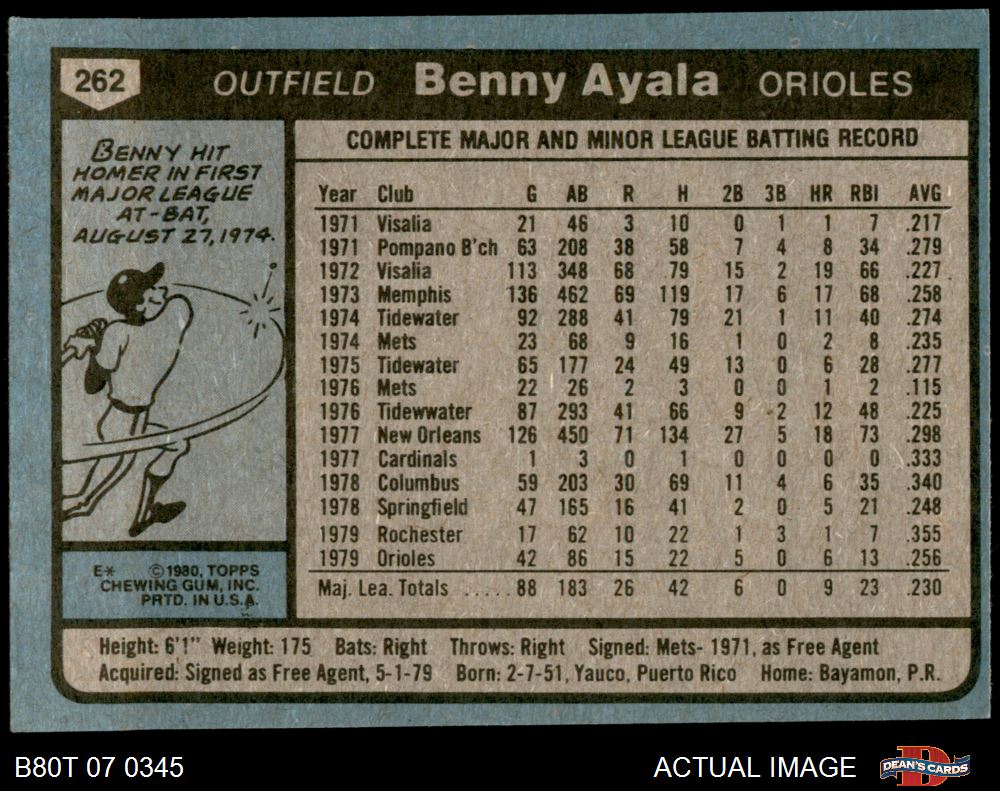 262 OUTFIELD Benny Ayala ORIOLES
BENNY HIT
HOMER IN FIRST
MAJOR LEAGUE
AT-BAT,
AUGUST 27, 1974.
E* © 1980, TOPPS
CHEWING GUM, INC.
PRTD. IN U.S.A.
COMPLETE MAJOR AND MINOR LEAGUE BATTING RECORD
Year Club G AB R H 2B 3B HR RBI AVG
1971 Visalia 21 46 3 10 0 1 1 7 .217
1971 Pompano B'ch 63 208 38 58 7 4 8 34 .279
1972 Visalia 113 348 68 79 15 2 19 66 .227
1973 Memphis 136 462 69 119 17 6 17 68 .258
1974 Tidewater 92 288 41 79 21 1 11 40 .274
1974 Mets 23 68 9 16 1 0 2 8 .235
1975 Tidewater 65 177 24 49 13 0 6 28 .277
1976 Mets 22 26 2 3 0 0 1 2 .115
1976 Tidewwater 87 293 41 66 9 2 12 48 .225
1977 New Orleans 126 450 71 134 27 5 18 73 .298
1977 Cardinals 1 3 0 1 0 0 0 0 .333
1978 Columbus 59 203 30 69 11 4 6 35 .340
1978 Springfield 47 165 16 41 2 0 5 21 .248
1979 Rochester 17 62 10 22 1 3 1 7 .355
1979 Orioles 42 86 15 22 5 0 6 13 .256
Maj. Lea. Totals ..... 88 183 26 42 6 0 9 23 .230
Height: 6'1" Weight: 175 Bats: Right Throws: Right Signed: Mets- 1971, as Free Agent
Acquired: Signed as Free Agent, 5-1-79 Born: 2-7-51, Yauco, Puerto Rico Home: Bayamon, P.R.
B80T 07 0345 ACTUAL IMAGE DEAN'S CARDS